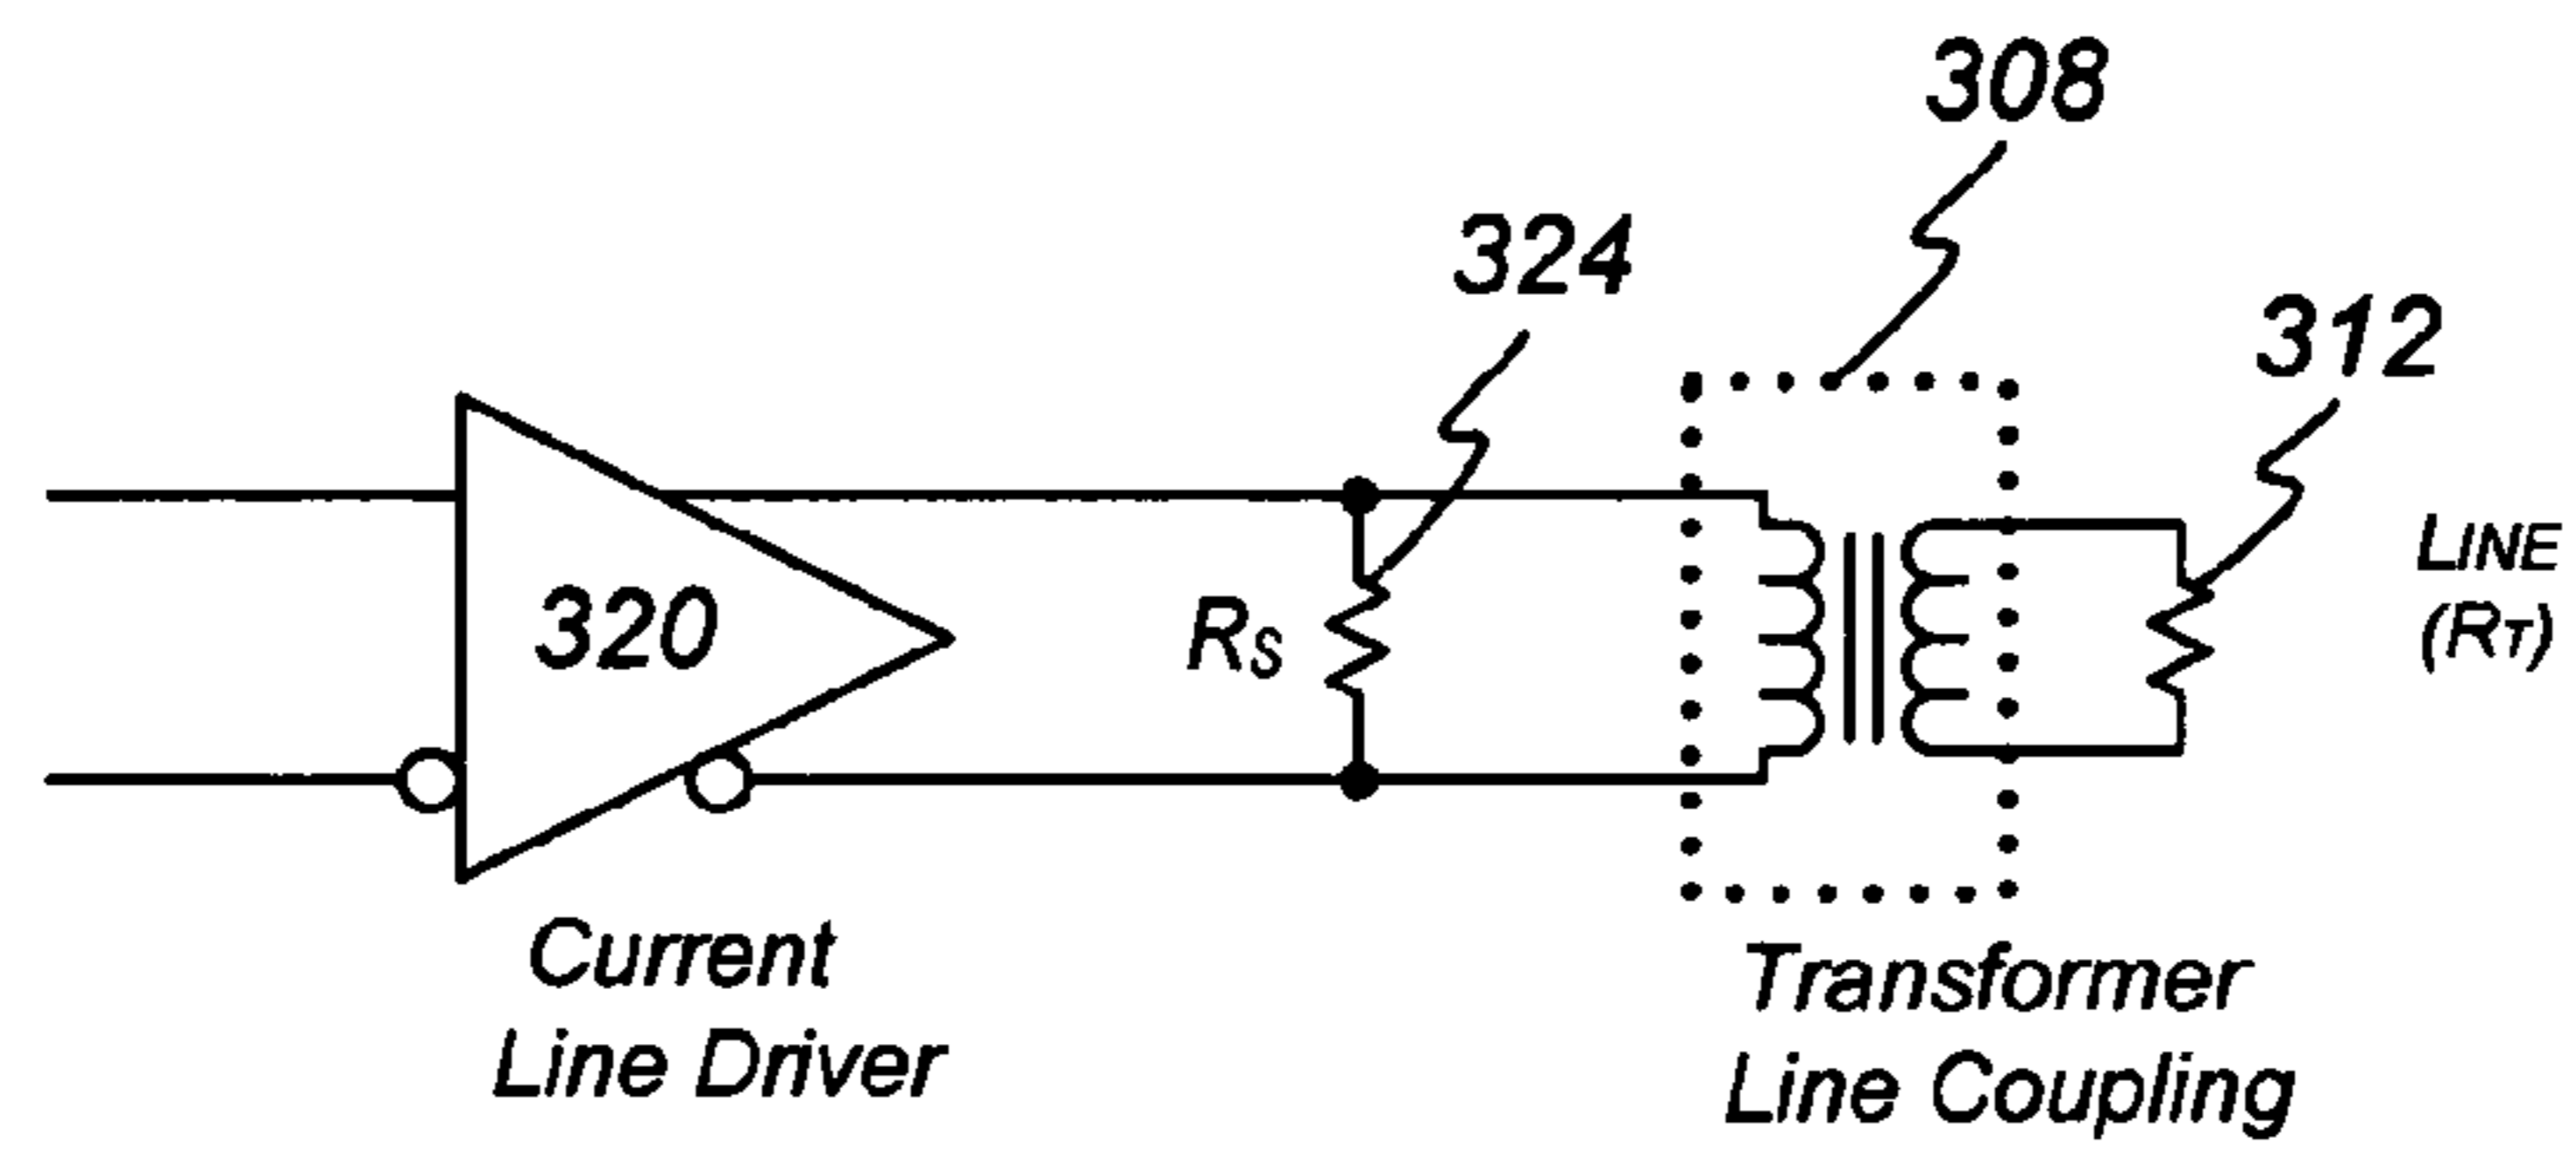 308
324
312
320
RS
LINE
(RT)
Current
Line Driver
Transformer
Line Coupling